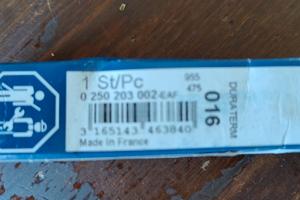 1 St/Pc
955
475
0 250 203 002-EAF
016
DURATERM
3 165143 463840
Made in France